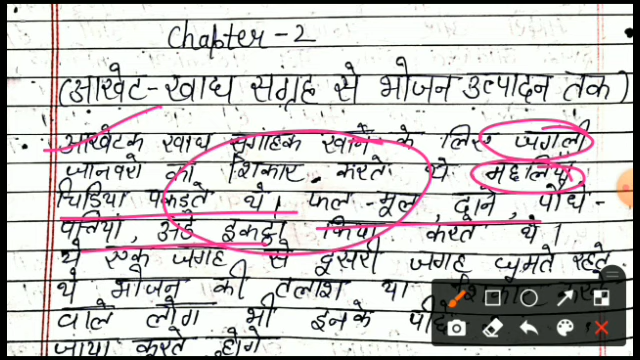 Chapter-2
(आखेट-खाद्य संग्रह से भोजन उत्पादन तक)
आखेटक खाद्य संग्राहक खाने के लिए जंगली
जानवरो का शिकार करते थे मछलियाँ
चिडिया पकड़ते थे। फल-मूल, दाने, पौधे-
पत्तियां, अंडे इकट्ठा किया करते थे।
थे एक जगह से दूसरी जगह घूमते रहते
थे भोजन की तलाश या करने
वाले लोग भी इनके पीछे
जाया करते होगे